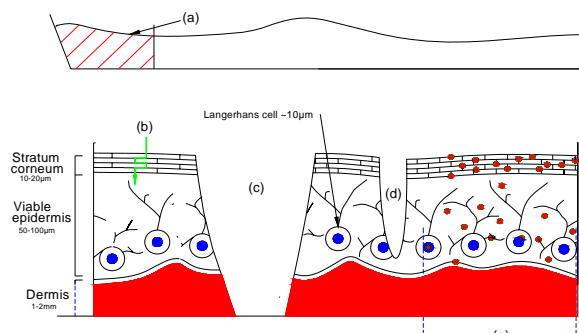 (a)
Langerhans cell ~10µm
(b)
Stratum
corneum
10-20µm
(c)
(d)
Viable
epidermis
50-100µm
Dermis
1-2mm